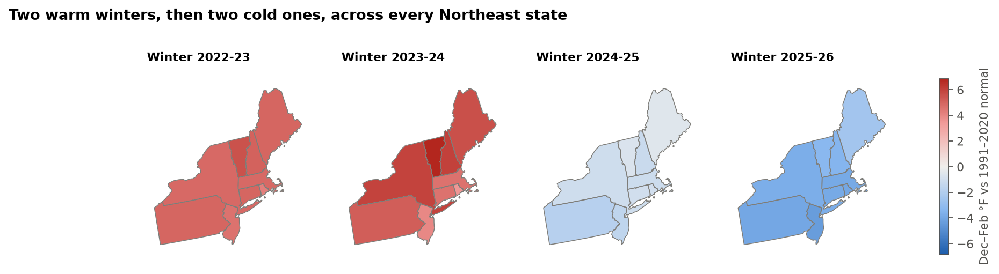 Two warm winters, then two cold ones, across every Northeast state
Winter 2022-23
Winter 2023-24
Winter 2024-25
Winter 2025-26
6
4
2
0
−2
−4
−6
Dec–Feb °F vs 1991–2020 normal